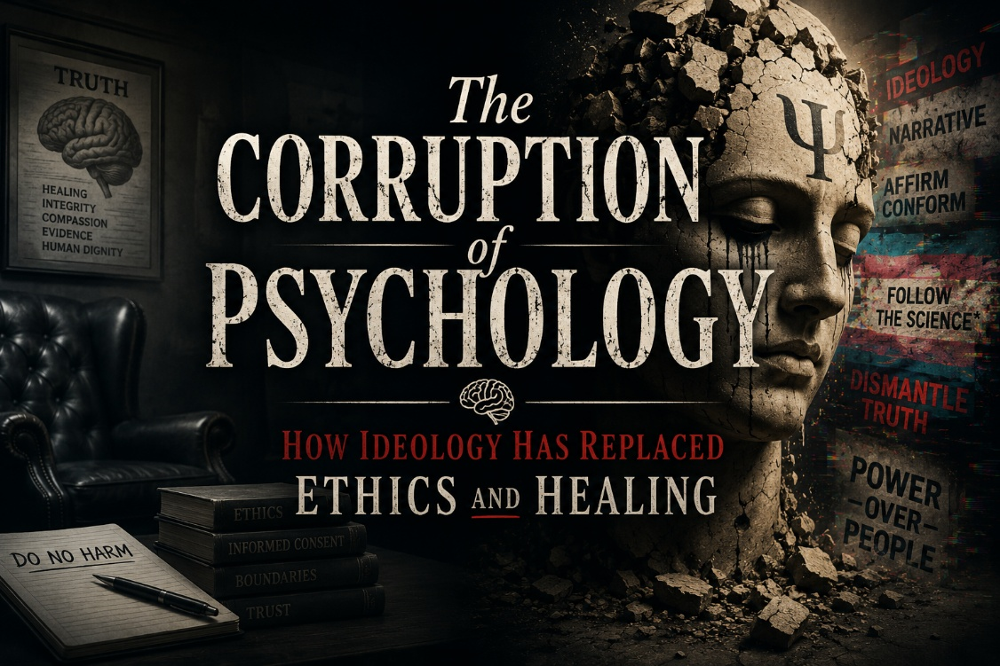 TRUTH
HEALING
INTEGRITY
COMPASSION
EVIDENCE
HUMAN DIGNITY
The
CORRUPTION
of
PSYCHOLOGY
HOW IDEOLOGY HAS REPLACED
ETHICS AND HEALING
ETHICS
INFORMED CONSENT
BOUNDARIES
TRUST
DO NO HARM
Ψ
IDEOLOGY
NARRATIVE
AFFIRM
CONFORM
FOLLOW
THE SCIENCE*
DISMANTLE
TRUTH
POWER
–OVER–
PEOPLE